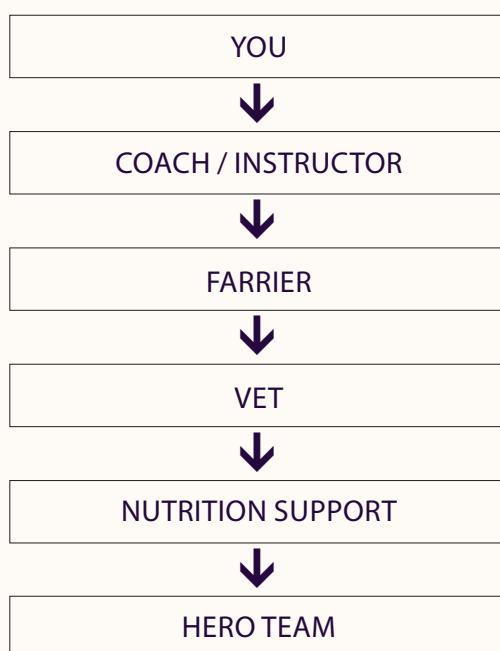 YOU
COACH / INSTRUCTOR
FARRIER
VET
NUTRITION SUPPORT
HERO TEAM